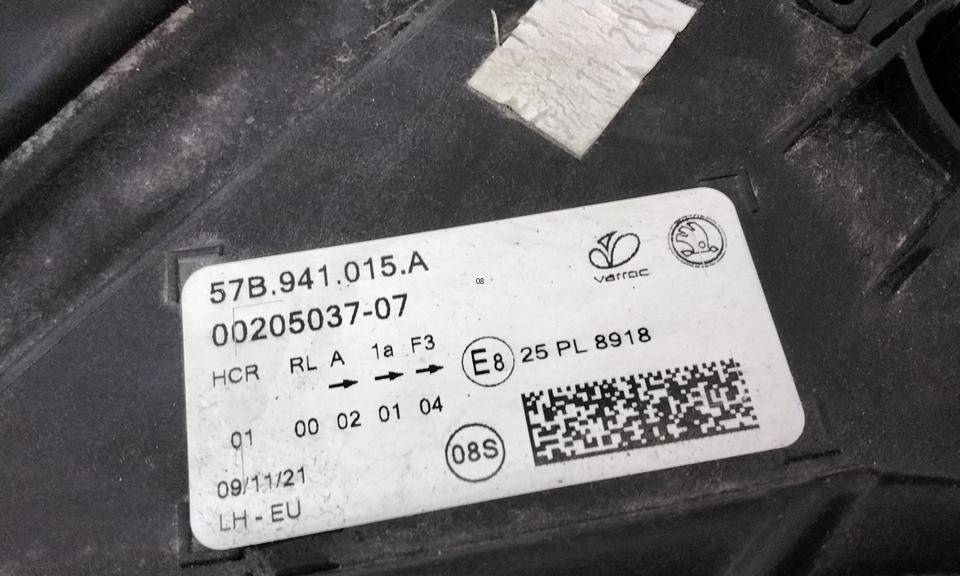 57B.941.015.A
varroc
08
00205037-07
HCR RL A 1a F3
E8 25 PL 8918
01 00 02 01 04
08S
09/11/21
LH - EU